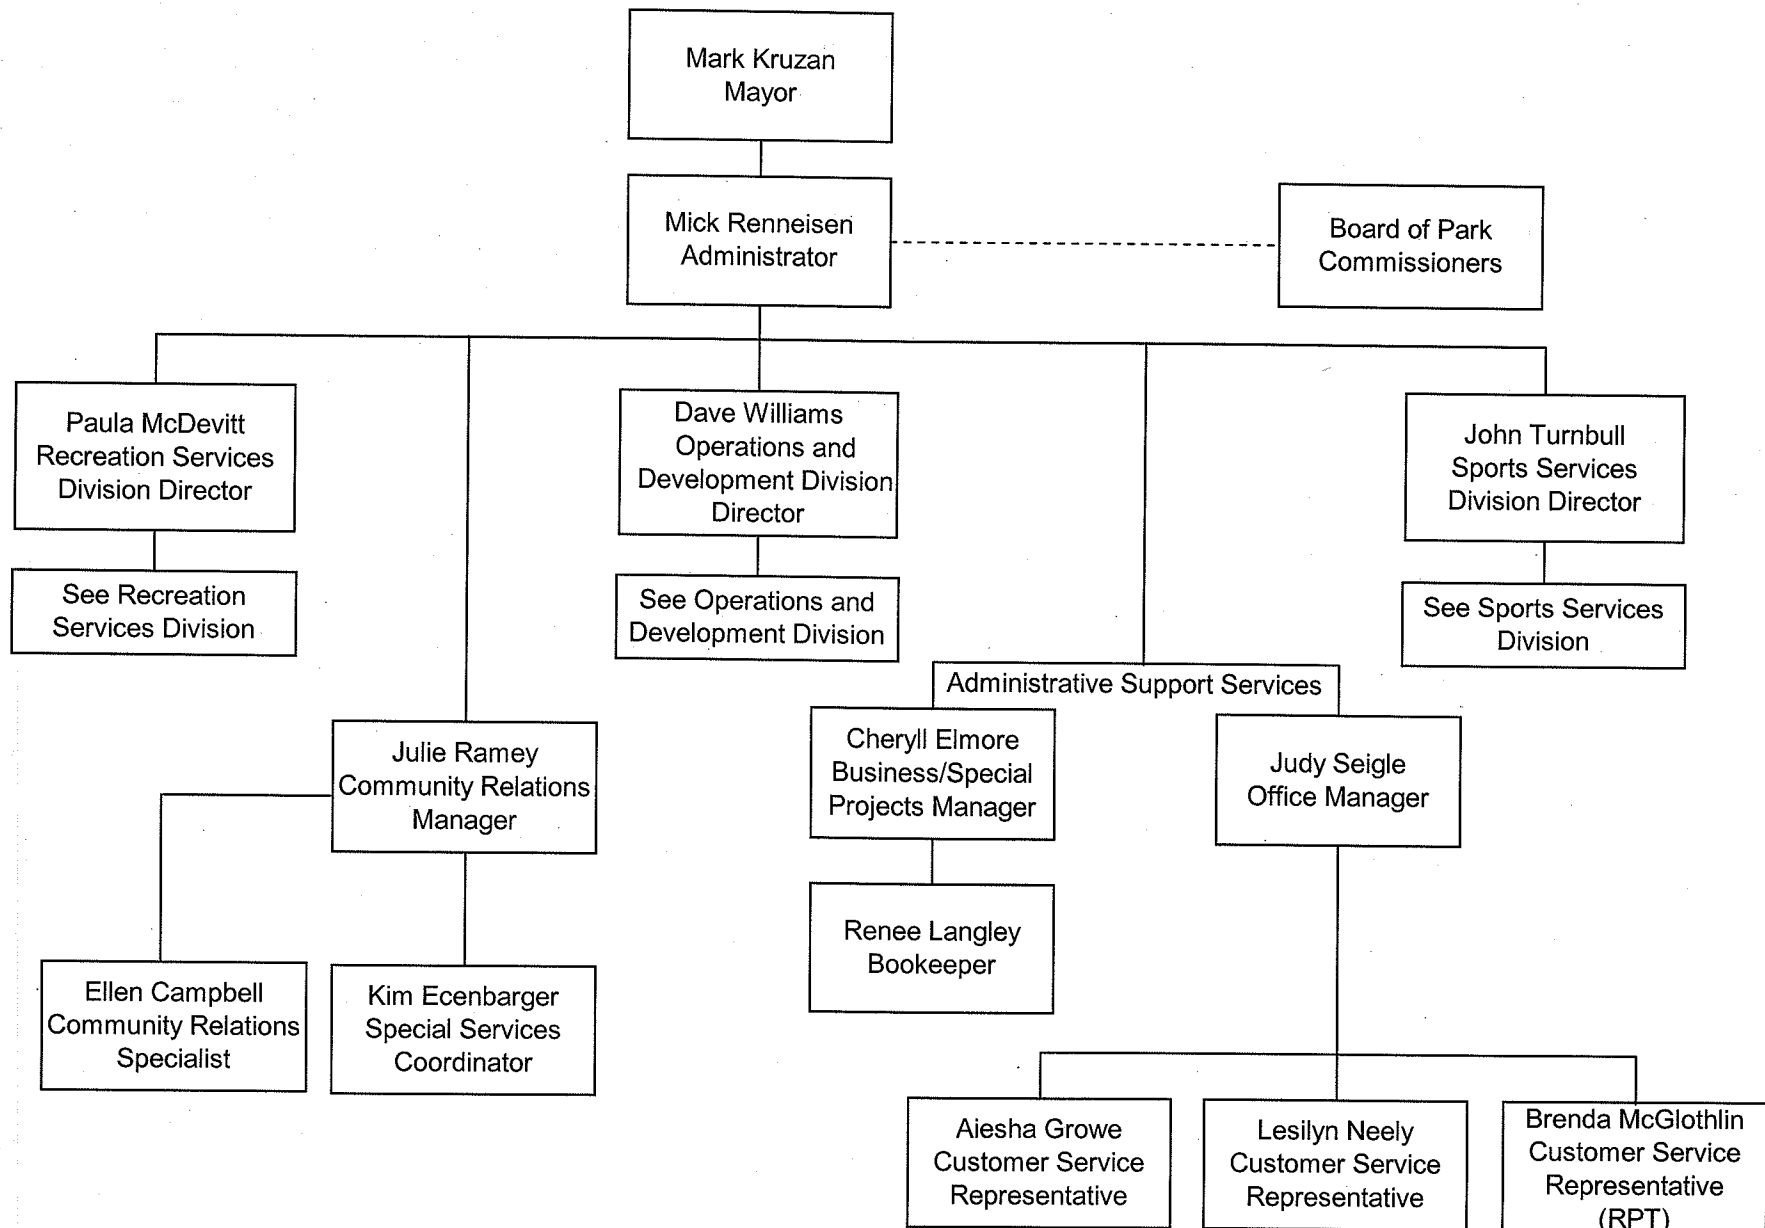 Mark Kruzan
Mayor
Mick Renneisen
Administrator
Board of Park
Commissioners
Paula McDevitt
Recreation Services
Division Director
Dave Williams
Operations and
Development Division
Director
John Turnbull
Sports Services
Division Director
See Recreation
Services Division
See Operations and
Development Division
See Sports Services
Division
Administrative Support Services
Julie Ramey
Community Relations
Manager
Cheryll Elmore
Business/Special
Projects Manager
Judy Seigle
Office Manager
Renee Langley
Bookeeper
Ellen Campbell
Community Relations
Specialist
Kim Ecenbarger
Special Services
Coordinator
Aiesha Growe
Customer Service
Representative
Lesilyn Neely
Customer Service
Representative
Brenda McGlothlin
Customer Service
Representative
(RPT)